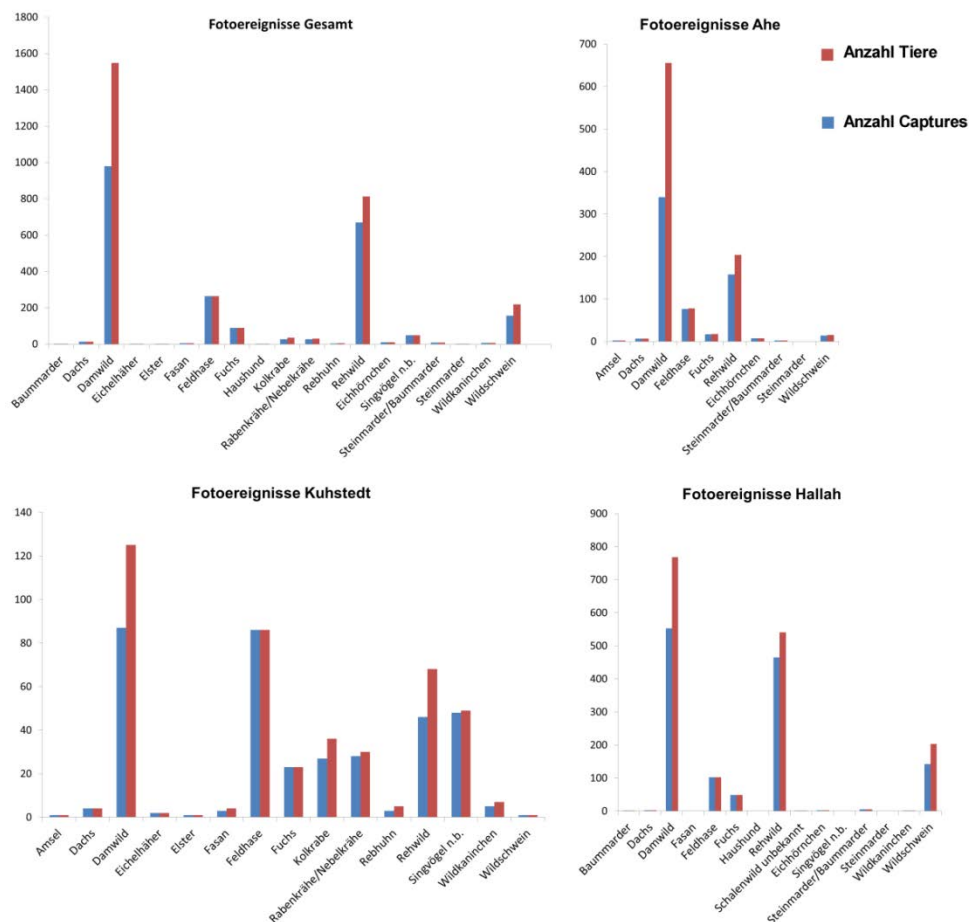 Fotoereignisse Gesamt
1800
1600
1400
1200
1000
800
600
400
200
0
Baummarder
Dachs
Damwild
Eichelhäher
Elster
Fasan
Feldhase
Fuchs
Haushund
Kolkrabe
Rabenkrähe/Nebelkrähe
Rebhuhn
Rehwild
Eichhörnchen
Singvögel n.b.
Steinmarder/Baummarder
Steinmarder
Wildkaninchen
Wildschwein
Fotoereignisse Ahe
700
600
500
400
300
200
100
0
Amsel
Dachs
Damwild
Feldhase
Fuchs
Rehwild
Eichhörnchen
Steinmarder/Baummarder
Steinmarder
Wildschwein
Anzahl Tiere
Anzahl Captures
Fotoereignisse Kuhstedt
140
120
100
80
60
40
20
0
Amsel
Dachs
Damwild
Eichelhäher
Elster
Fasan
Feldhase
Fuchs
Kolkrabe
Rabenkrähe/Nebelkrähe
Rebhuhn
Rehwild
Singvögel n.b.
Wildkaninchen
Wildschwein
Fotoereignisse Hallah
900
800
700
600
500
400
300
200
100
0
Baummarder
Dachs
Damwild
Fasan
Feldhase
Fuchs
Haushund
Rehwild
Schalenwild unbekannt
Eichhörnchen
Singvögel n.b.
Steinmarder/Baummarder
Steinmarder
Wildkaninchen
Wildschwein